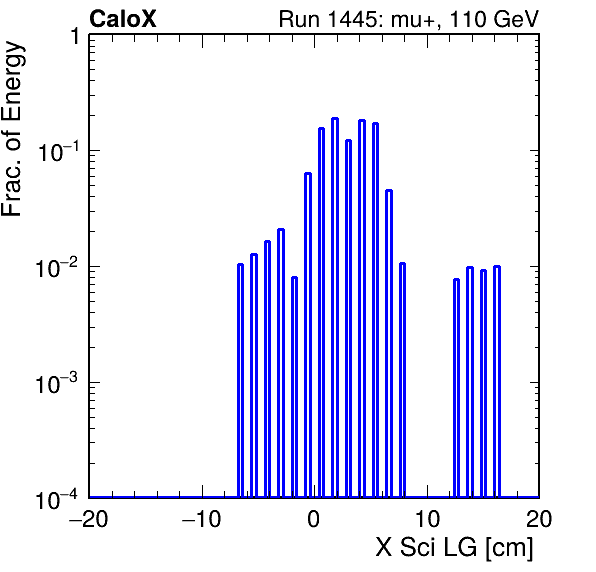 CaloX Run 1445: mu+, 110 GeV
Frac. of Energy
1
10⁻¹
10⁻²
10⁻³
10⁻⁴
−20 −10 0 10 20
X Sci LG [cm]